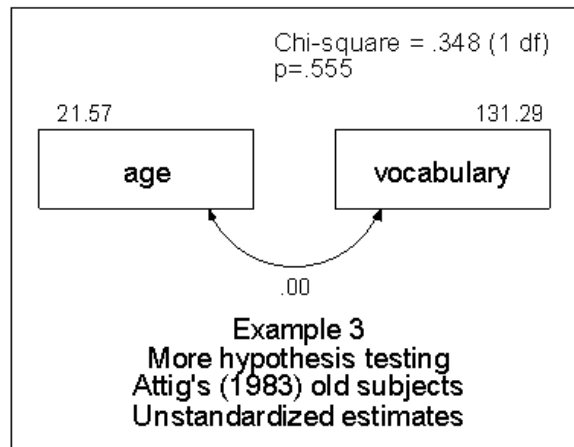 Chi-square = .348 (1 df)
p=.555
21.57
131.29
age
vocabulary
.00
Example 3
More hypothesis testing
Attig's (1983) old subjects
Unstandardized estimates